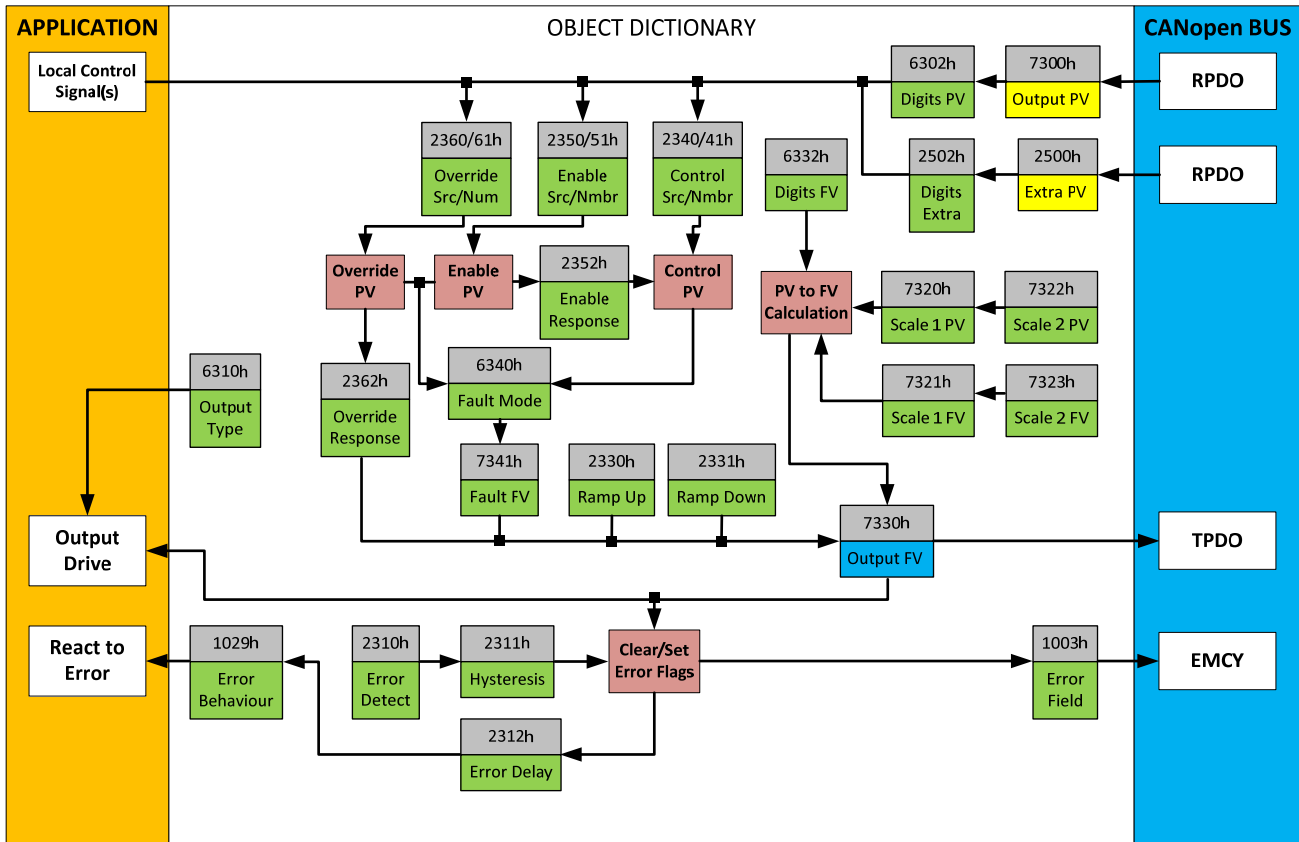 APPLICATION
OBJECT DICTIONARY
CANopen BUS
Local Control
Signal(s)
6302h
Digits PV
7300h
Output PV
RPDO
2360/61h
Override
Src/Num
2350/51h
Enable
Src/Nmbr
2340/41h
Control
Src/Nmbr
6332h
Digits FV
2502h
Digits
Extra
2500h
Extra PV
RPDO
Override
PV
Enable
PV
2352h
Enable
Response
Control
PV
PV to FV
Calculation
7320h
Scale 1 PV
7322h
Scale 2 PV
6310h
Output
Type
2362h
Override
Response
6340h
Fault Mode
7321h
Scale 1 FV
7323h
Scale 2 FV
7341h
Fault FV
2330h
Ramp Up
2331h
Ramp Down
Output
Drive
7330h
Output FV
TPDO
React to
Error
1029h
Error
Behaviour
2310h
Error
Detect
2311h
Hysteresis
Clear/Set
Error Flags
1003h
Error
Field
EMCY
2312h
Error Delay